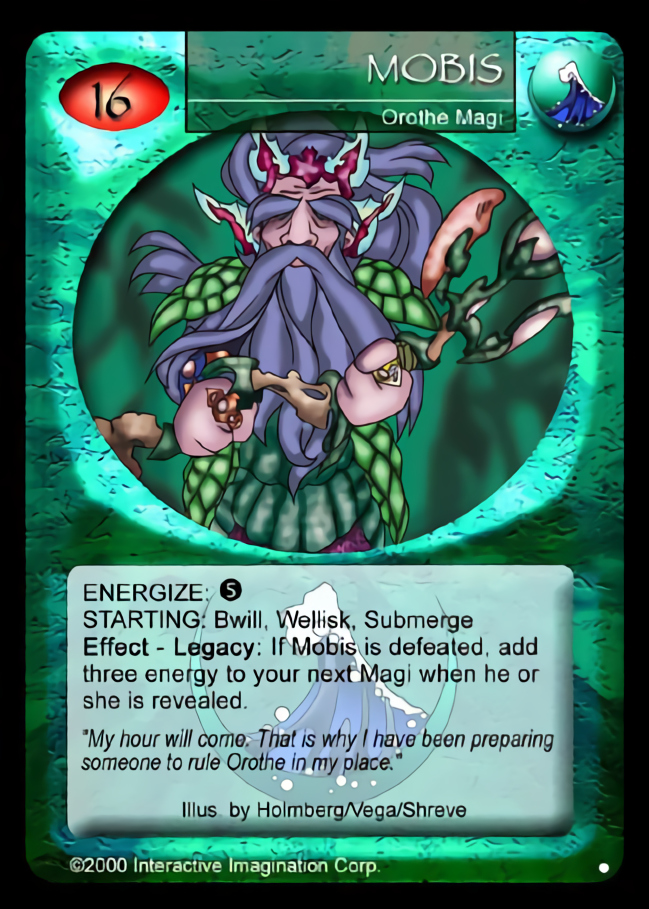 16
MOBIS
Orothe Magi
ENERGIZE: 5
STARTING: Bwill, Wellisk, Submerge
Effect - Legacy: If Mobis is defeated, add
three energy to your next Magi when he or
she is revealed.
"My hour will come. That is why I have been preparing
someone to rule Orothe in my place."
Illus. by Holmberg/Vega/Shreve
©2000 Interactive Imagination Corp.